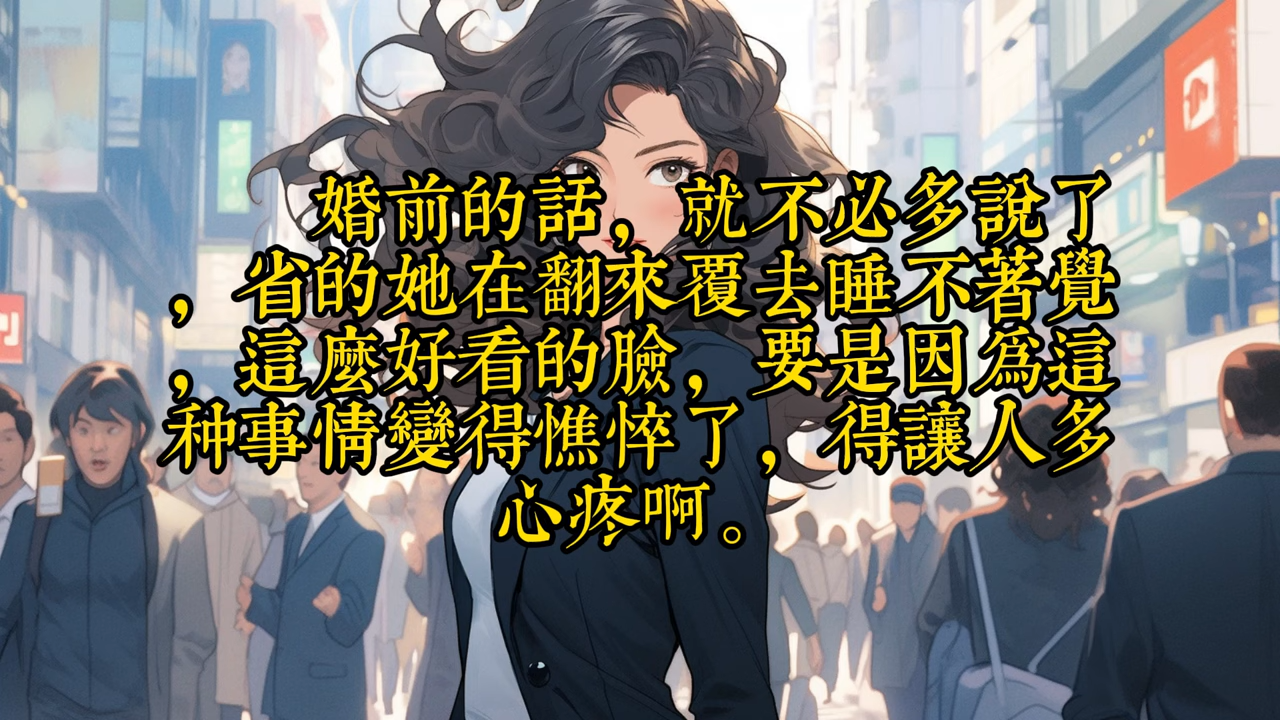 婚前的話，就不必多說了
，省的她在翻來覆去睡不著覺
，這麼好看的臉，要是因爲這
种事情變得憔悴了，得讓人多
心疼啊。